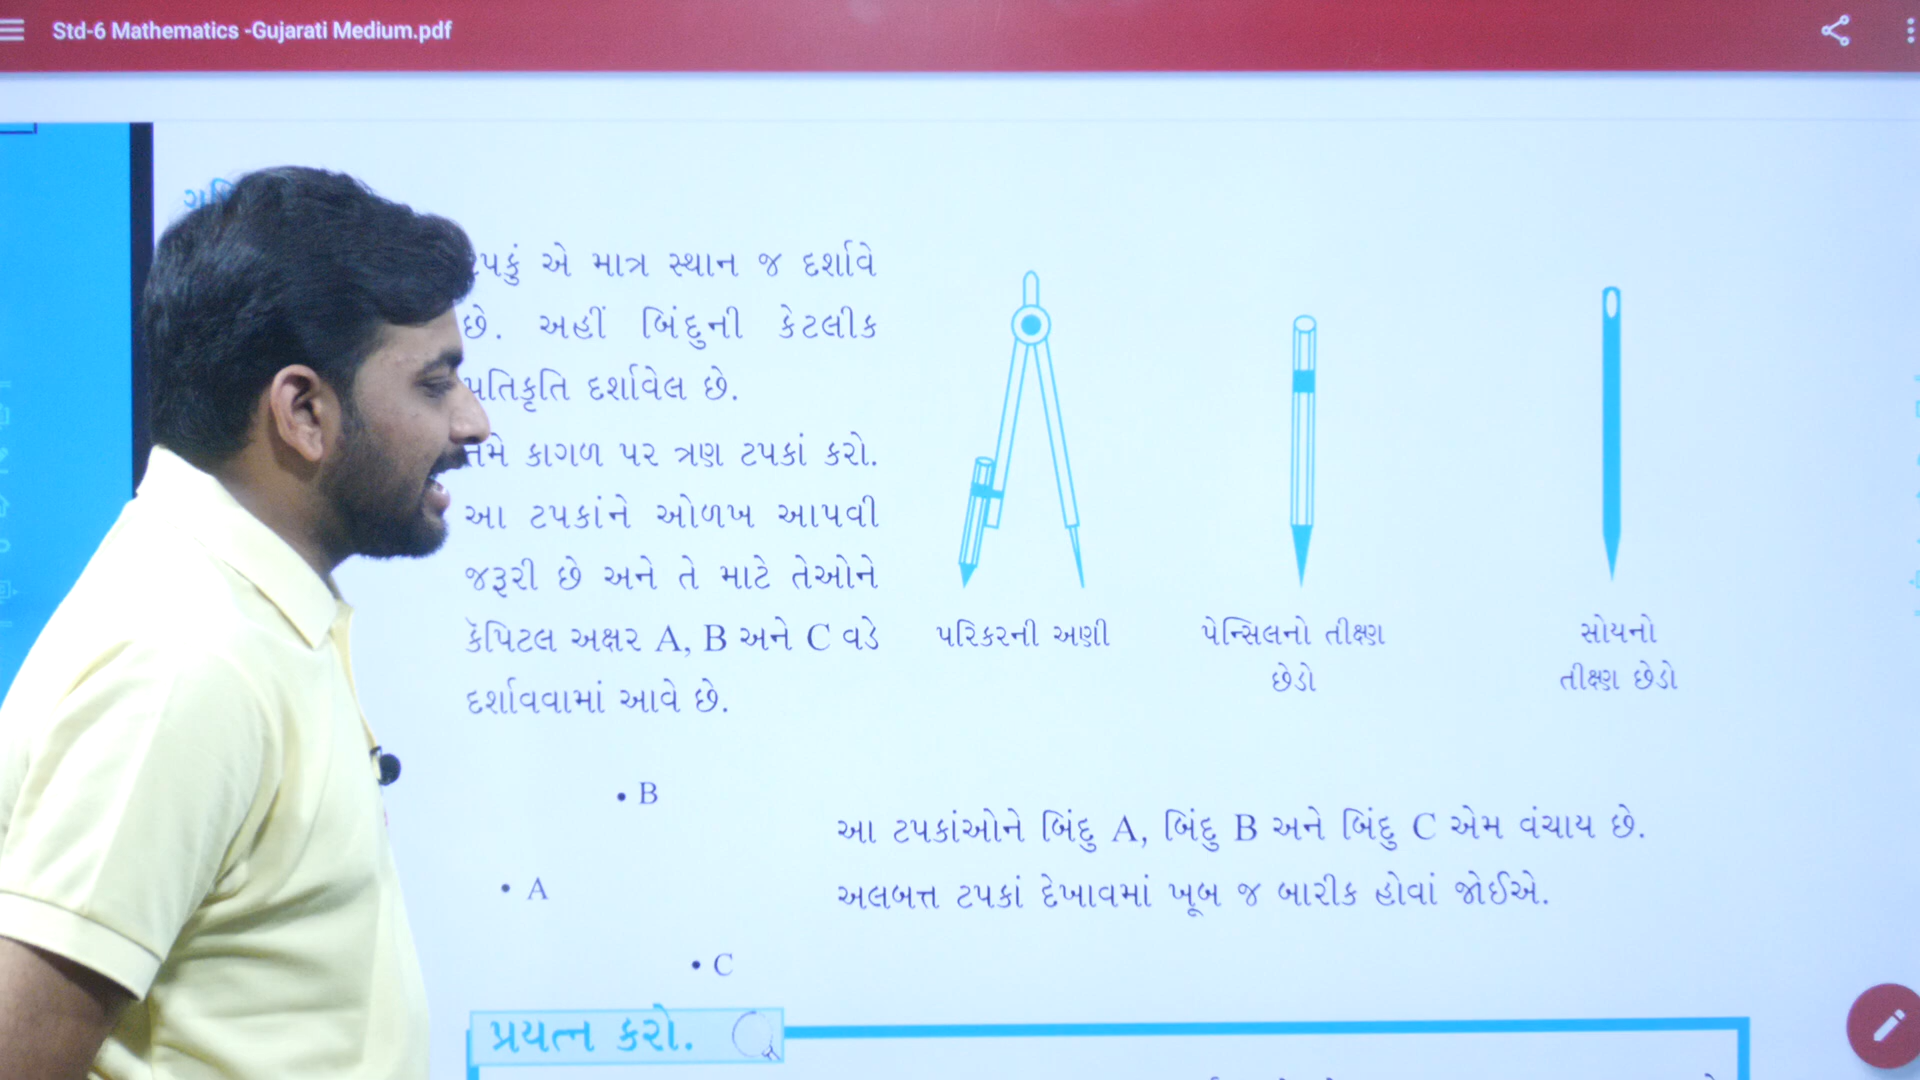 Std-6 Mathematics -Gujarati Medium.pdf
એ માત્ર સ્થાન જ દર્શાવે
છે. અહીં બિંદુની કેટલીક
દર્શાવેલ છે.
કાગળ પર ત્રણ ટપકાં કરો.
આ ટપકાંને ઓળખ આપવી
જરૂરી છે અને તે માટે તેઓને
કૅપિટલ અક્ષર A, B અને C વડે
દર્શાવવામાં આવે છે.
પરિકરની અણી
પેન્સિલનો તીક્ષ્ણ
છેડો
સોયનો
તીક્ષ્ણ છેડો
B
A
C
આ ટપકાંઓને બિંદુ A, બિંદુ B અને બિંદુ C એમ વંચાય છે.
અલબત્ત ટપકાં દેખાવમાં ખૂબ જ બારીક હોવાં જોઈએ.
પ્રયત્ન કરો.